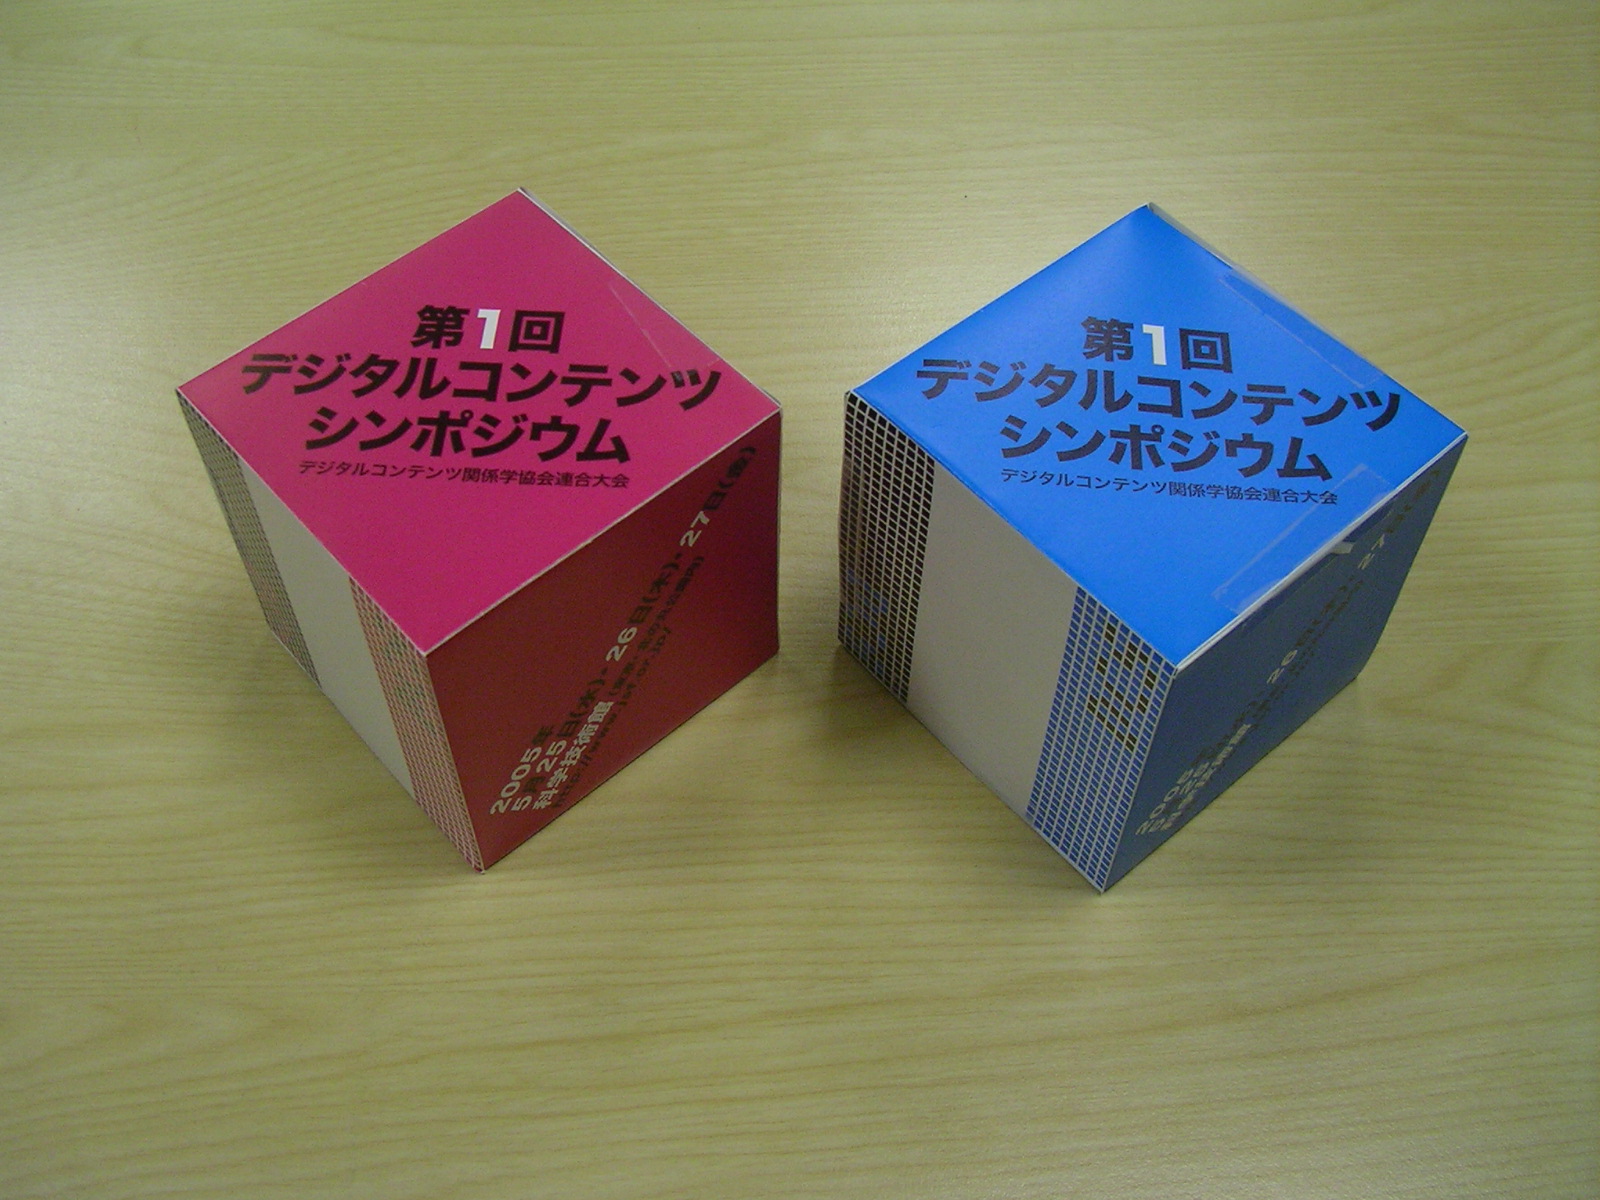 第1回
デジタルコンテンツ
シンポジウム
デジタルコンテンツ関係学協会連合大会
2005年
5月25日(水)・26日(木)・27日(金)
科学技術館
第1回
デジタルコンテンツ
シンポジウム
デジタルコンテンツ関係学協会連合大会